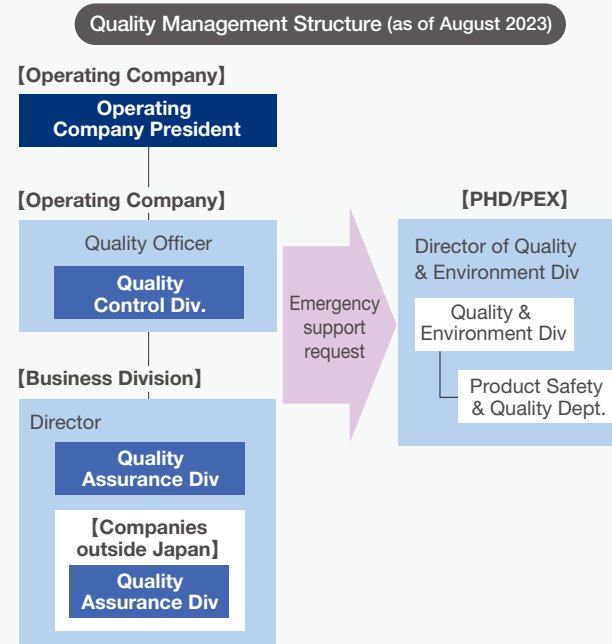 Quality Management Structure (as of August 2023)
【Operating Company】
Operating
Company President
【Operating Company】
Quality Officer
Quality
Control Div.
【Business Division】
Director
Quality
Assurance Div
【Companies
outside Japan】
Quality
Assurance Div
Emergency
support
request
【PHD/PEX】
Director of Quality
& Environment Div
Quality &
Environment Div
Product Safety
& Quality Dept.